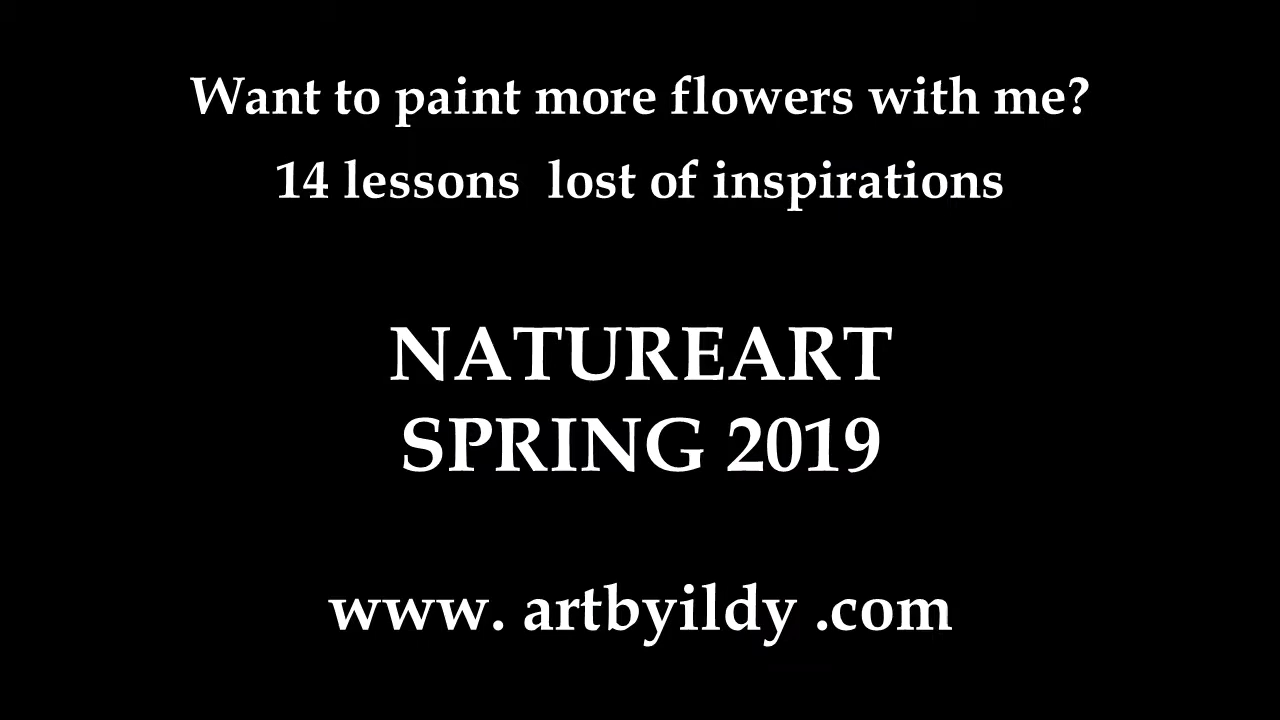 Want to paint more flowers with me?
14 lessons  lost of inspirations
NATUREART
SPRING 2019
www. artbyildy .com